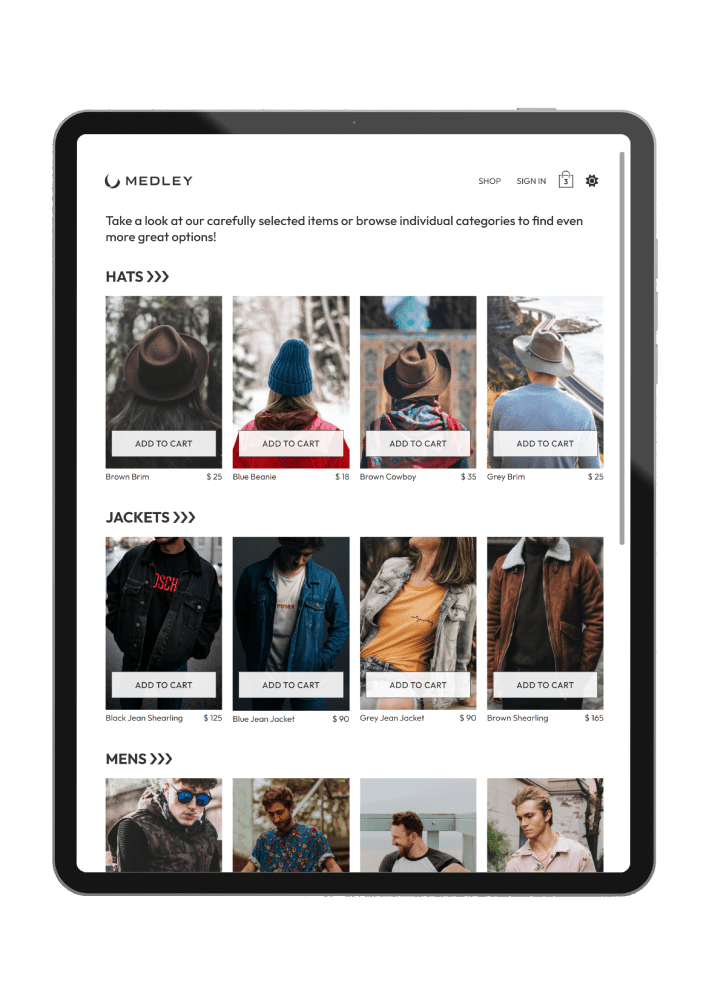 MEDLEY
SHOP SIGN IN 3
Take a look at our carefully selected items or browse individual categories to find even
more great options!
HATS
ADD TO CART ADD TO CART ADD TO CART ADD TO CART
Brown Brim $ 25 Blue Beanie $ 18 Brown Cowboy $ 35 Grey Brim $ 25
JACKETS
OSCH
PUMA
ADD TO CART ADD TO CART ADD TO CART ADD TO CART
Black Jean Shearling $ 125 Blue Jean Jacket $ 90 Grey Jean Jacket $ 90 Brown Shearling $ 165
MENS